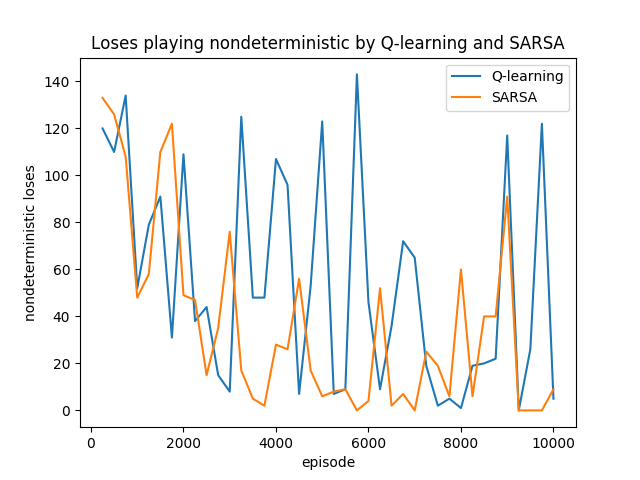 Loses playing nondeterministic by Q-learning and SARSA
Q-learning
SARSA
140
120
100
80
60
40
20
0
nondeterministic loses
0 2000 4000 6000 8000 10000
episode